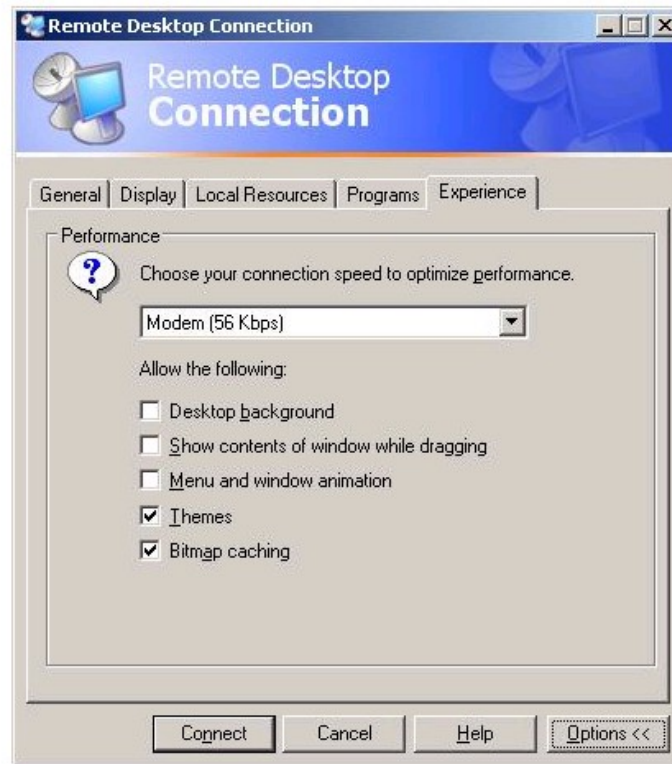 Remote Desktop Connection
Remote Desktop
Connection
General Display Local Resources Programs Experience
Performance
?
Choose your connection speed to optimize performance.
Modem (56 Kbps)
Allow the following:
Desktop background
Show contents of window while dragging
Menu and window animation
Themes
Bitmap caching
Connect Cancel Help Options <<